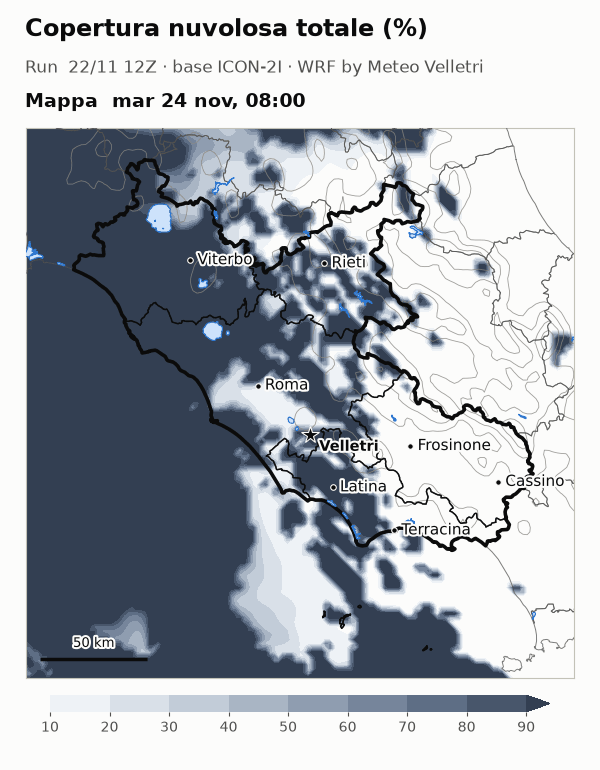 Copertura nuvolosa totale (%)
Run 22/11 12Z · base ICON-2I · WRF by Meteo Velletri
Mappa mar 24 nov, 08:00
Viterbo
Rieti
Roma
Velletri
Frosinone
Cassino
Latina
Terracina
50 km
10 20 30 40 50 60 70 80 90